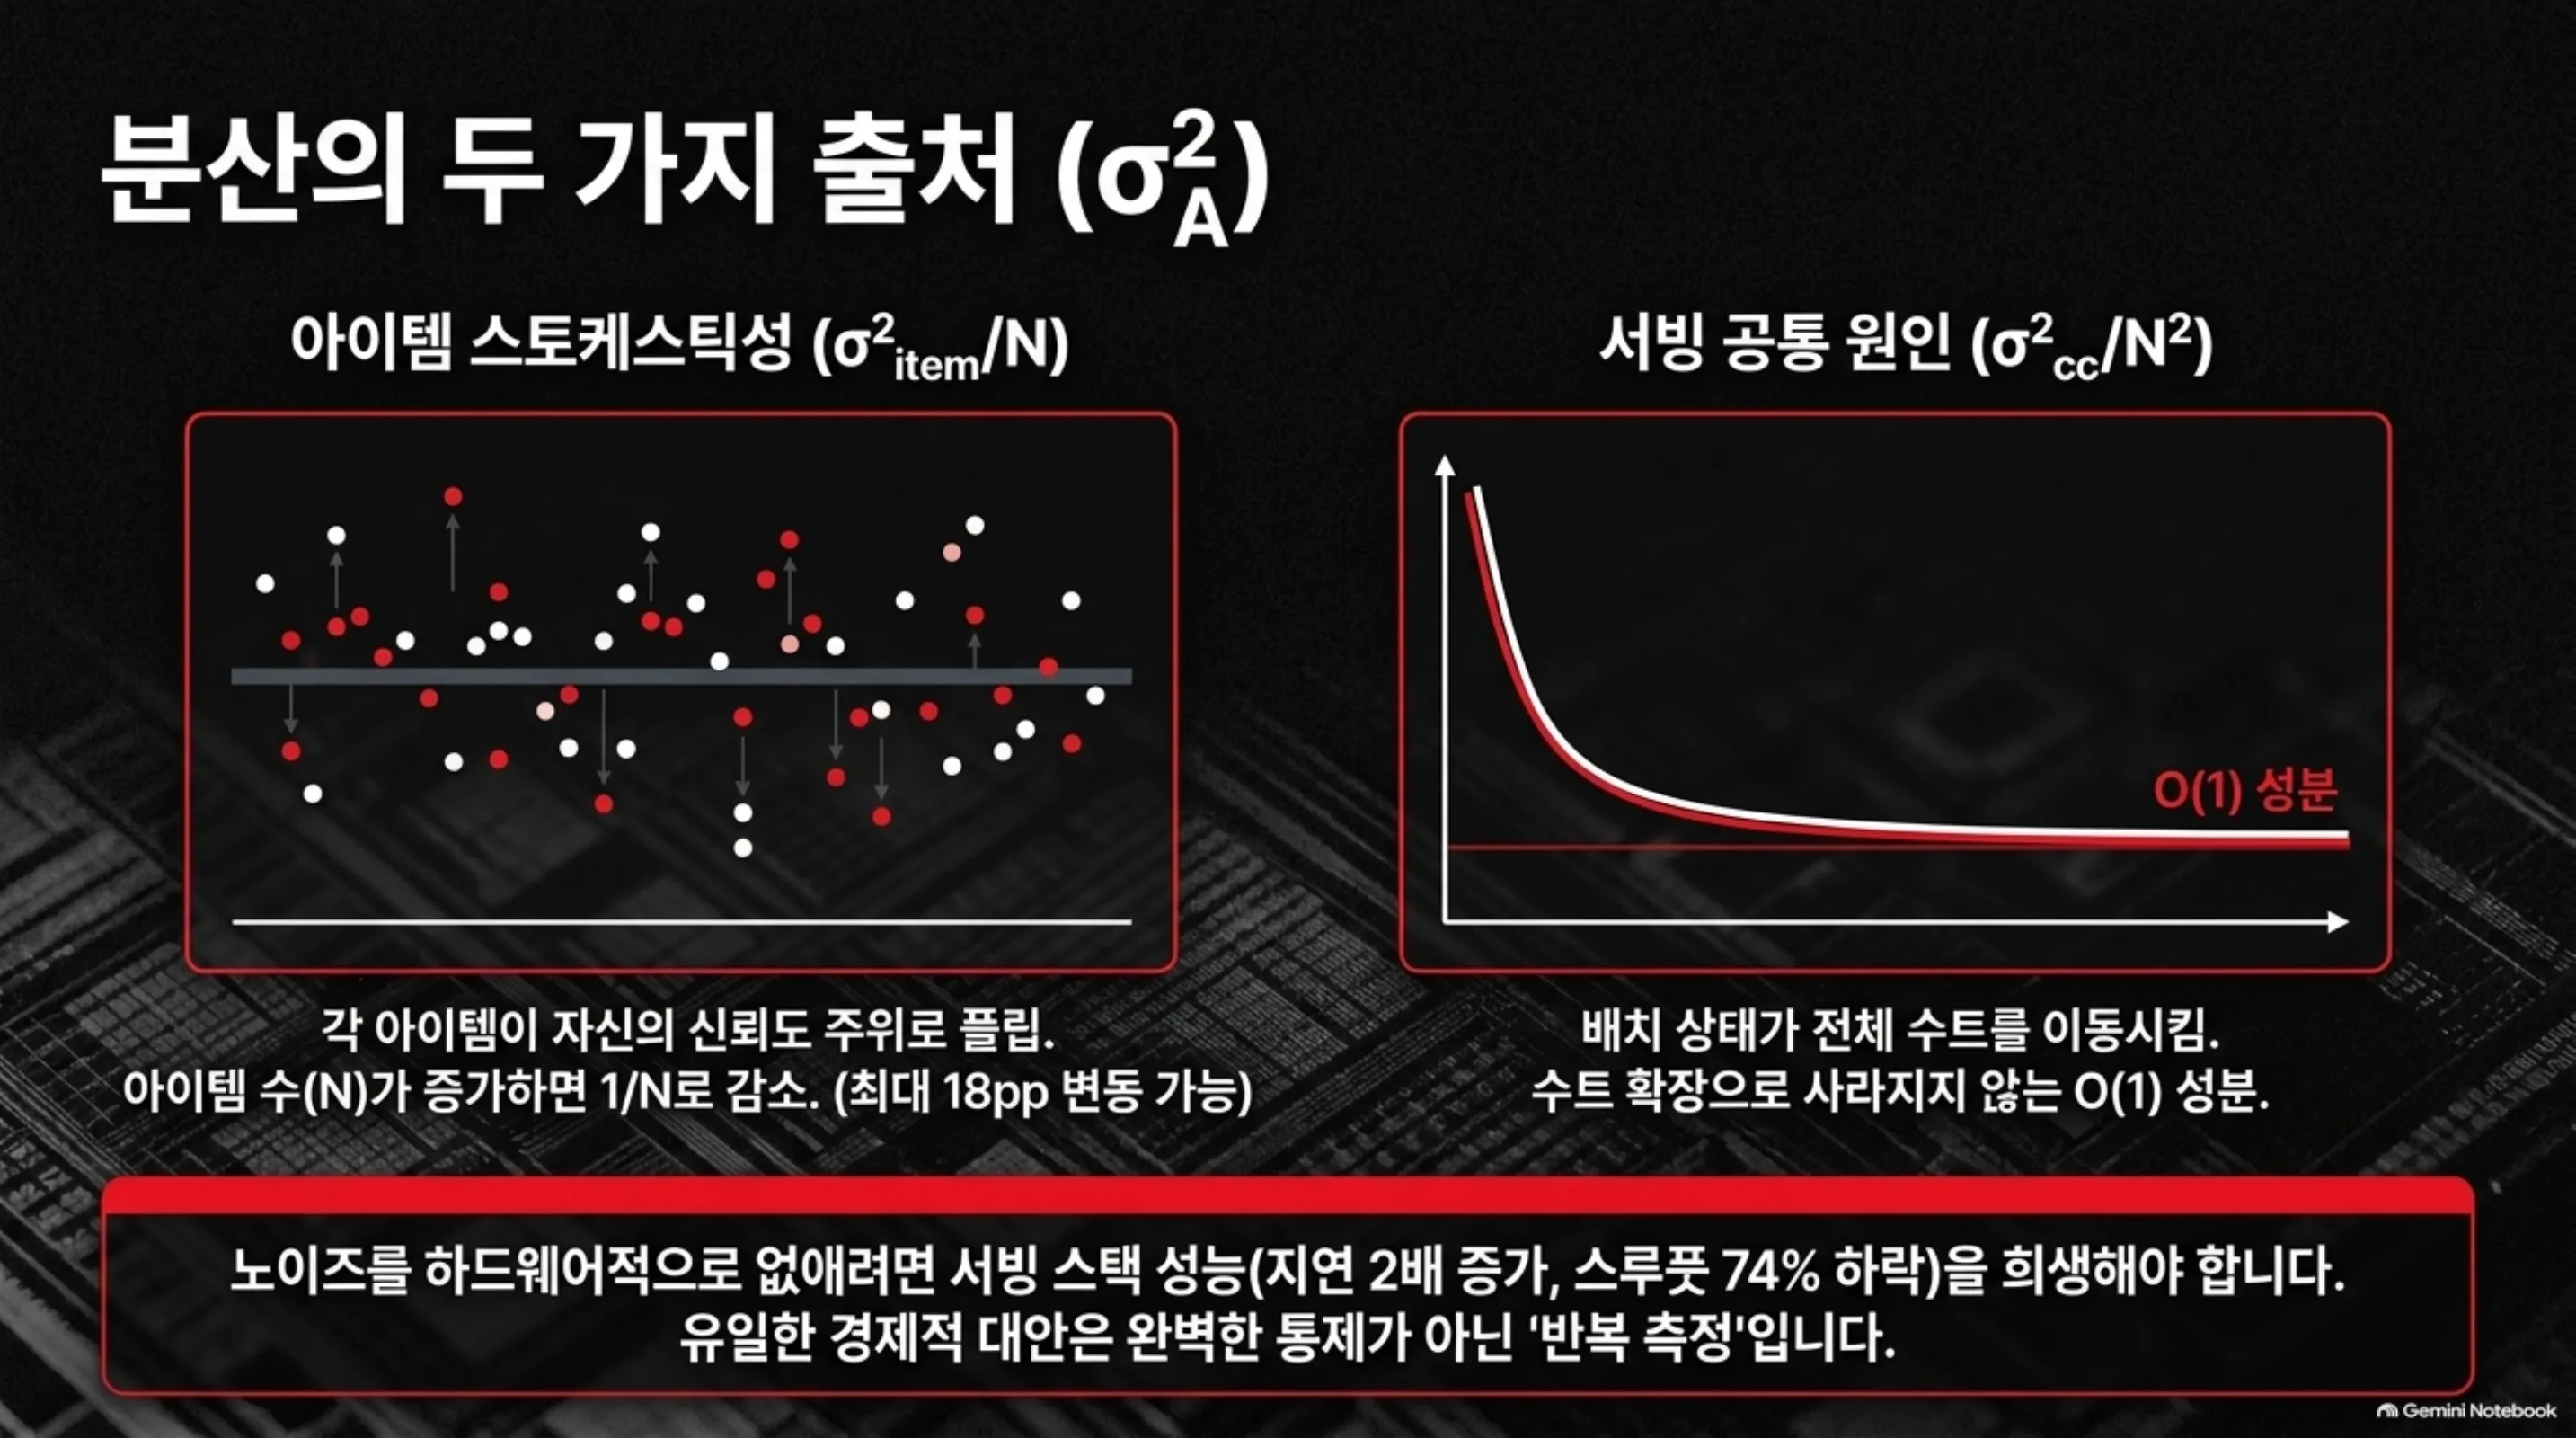 분산의 두 가지 출처 (σ²_A)
아이템 스토케스틱성 (σ²_item/N)
서빙 공통 원인 (σ²_cc/N²)
O(1) 성분
각 아이템이 자신의 신뢰도 주위로 플립.
아이템 수(N)가 증가하면 1/N로 감소. (최대 18pp 변동 가능)
배치 상태가 전체 수트를 이동시킴.
수트 확장으로 사라지지 않는 O(1) 성분.
노이즈를 하드웨어적으로 없애려면 서빙 스택 성능(지연 2배 증가, 스루풋 74% 하락)을 희생해야 합니다.
유일한 경제적 대안은 완벽한 통제가 아닌 ‘반복 측정'입니다.
Gemini Notebook